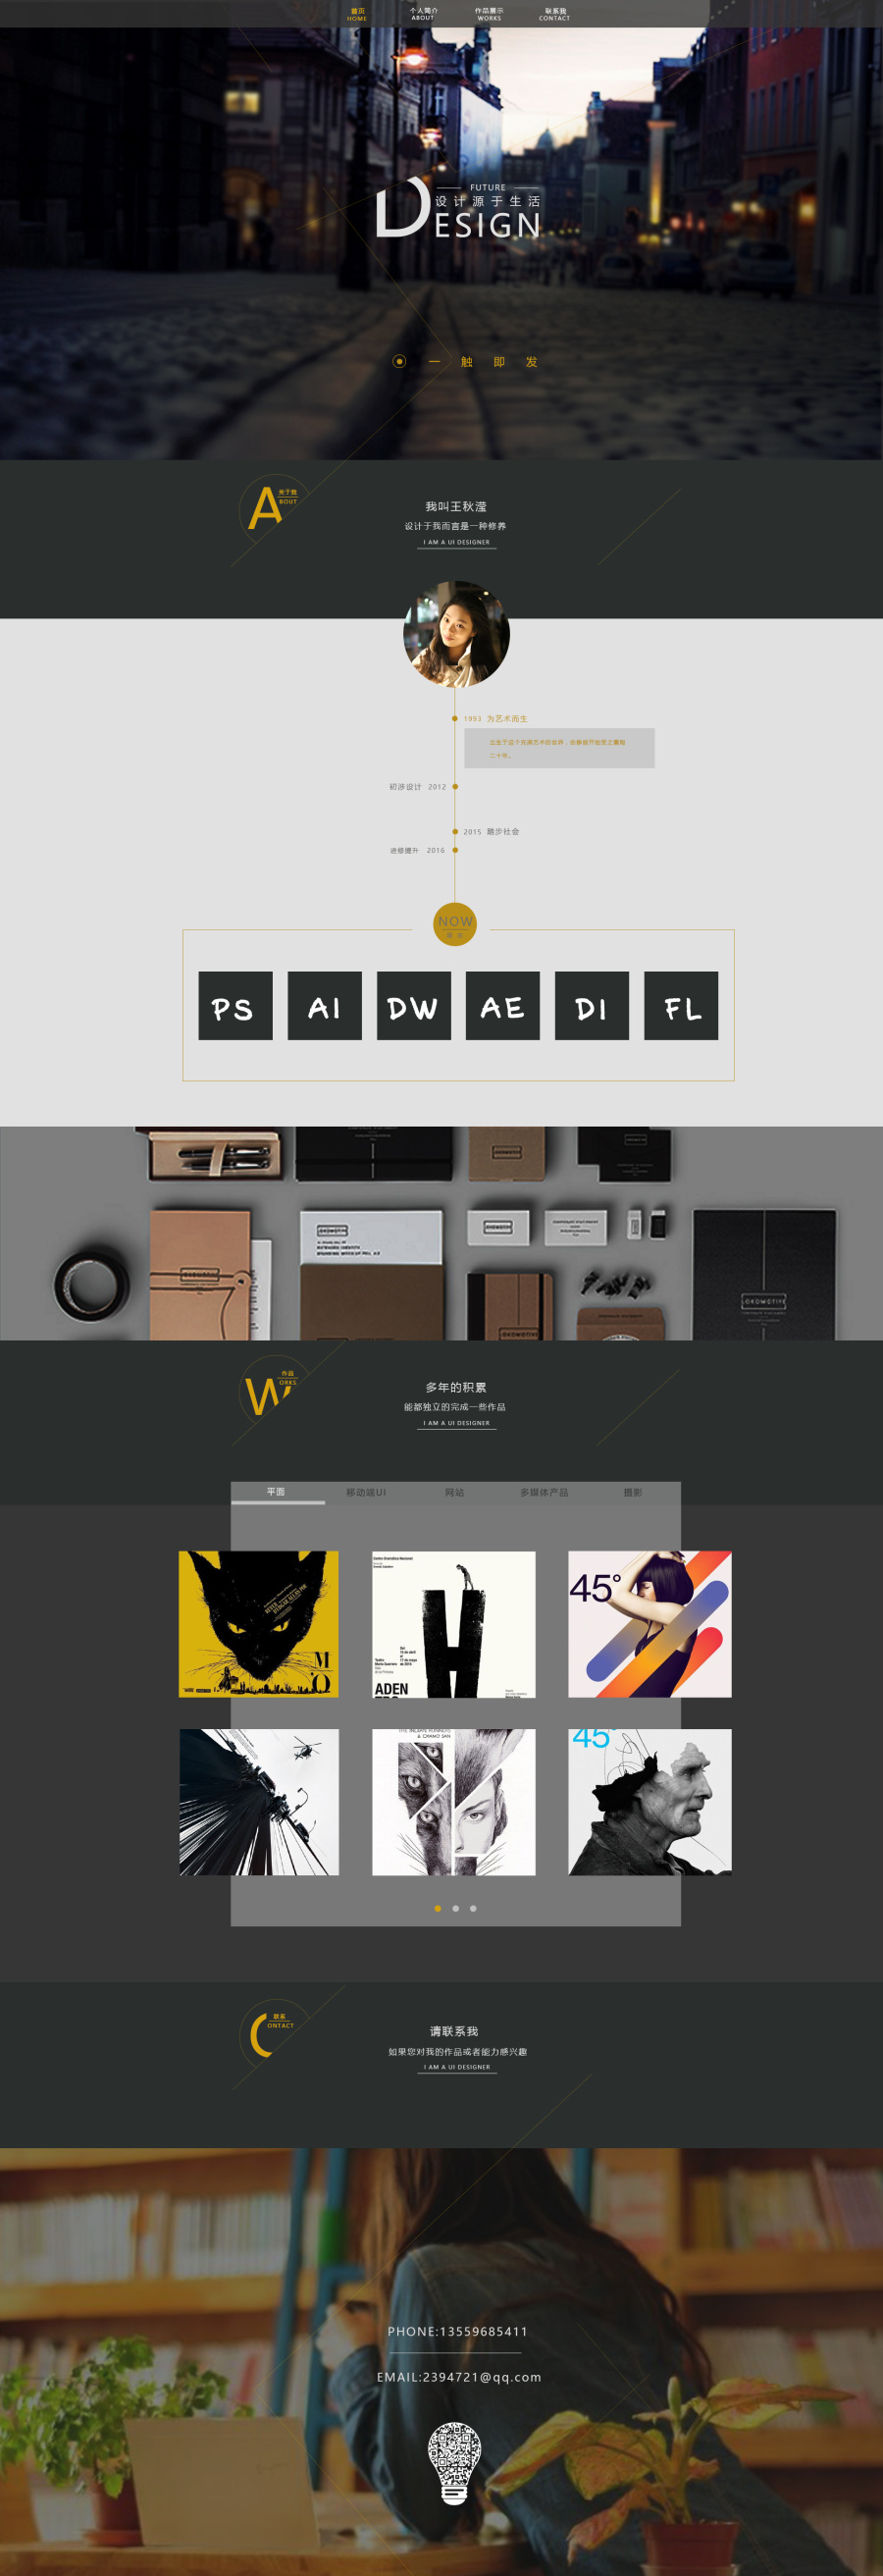 首页
HOME
个人简介
ABOUT
作品展示
WORKS
联系我
CONTACT
FUTURE
设计源于生活
DESIGN
一触即发
A
关于我
BOUT
我叫王秋滢
设计于我而言是一种修养
I AM A UI DESIGNER
1993 为艺术而生
二十年。
初涉设计 2012
2015 踏步社会
进修提升 2016
NOW
PS
AI
DW
AE
DI
FL
W
作品
ORKS
多年的积累
能都独立的完成一些作品
I AM A UI DESIGNER
平面
移动端UI
网站
多媒体产品
摄影
M
O
ADEN
45°
45°
C
联系
ONTACT
请联系我
如果您对我的作品或者能力感兴趣
I AM A UI DESIGNER
PHONE:13559685411
EMAIL:2394721@qq.com